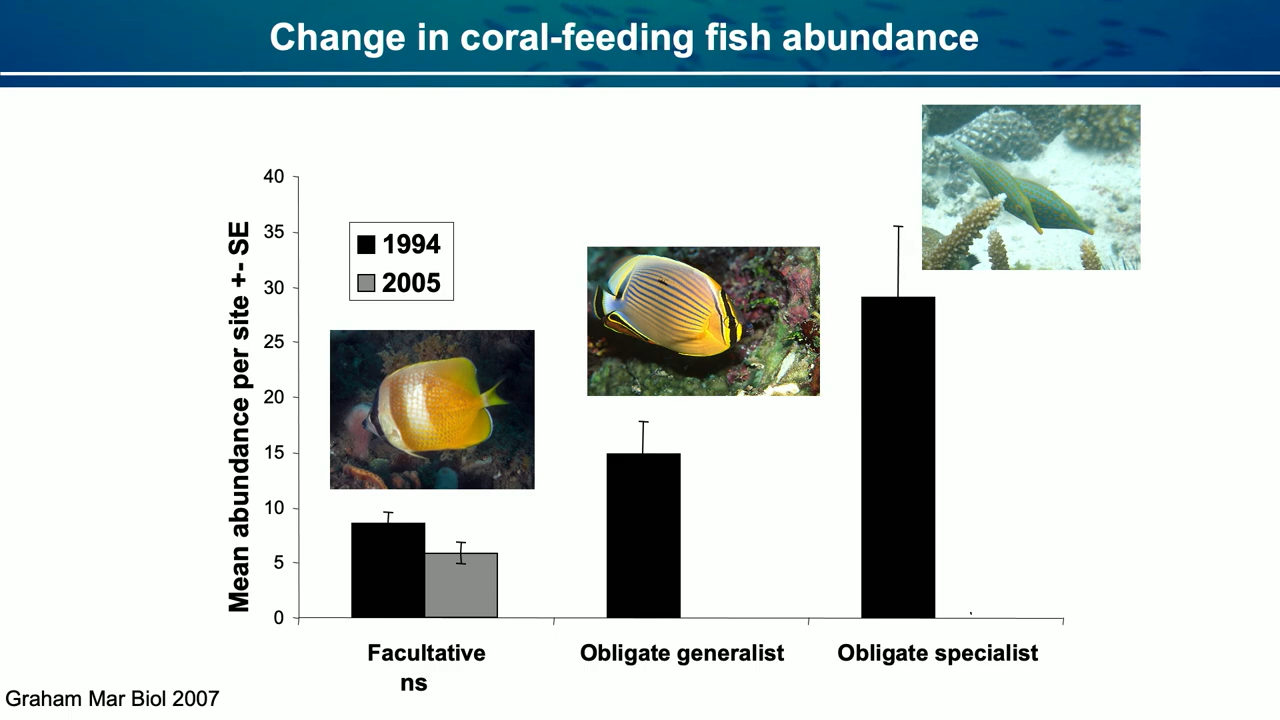 Change in coral-feeding fish abundance
40
35
30
25
20
15
10
5
0
Mean abundance per site +- SE
1994
2005
Facultative
ns
Obligate generalist
Obligate specialist
Graham Mar Biol 2007